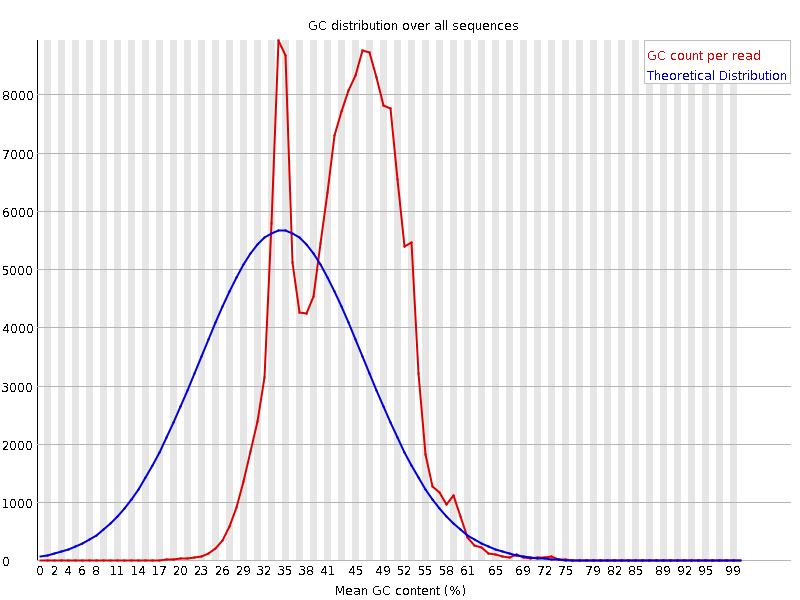 GC distribution over all sequences
GC count per read
Theoretical Distribution
8000
7000
6000
5000
4000
3000
2000
1000
0
0 2 4 6 8 11 14 17 20 23 26 29 32 35 38 41 45 49 52 55 58 61 65 69 72 75 79 82 85 89 92 95 99
Mean GC content (%)